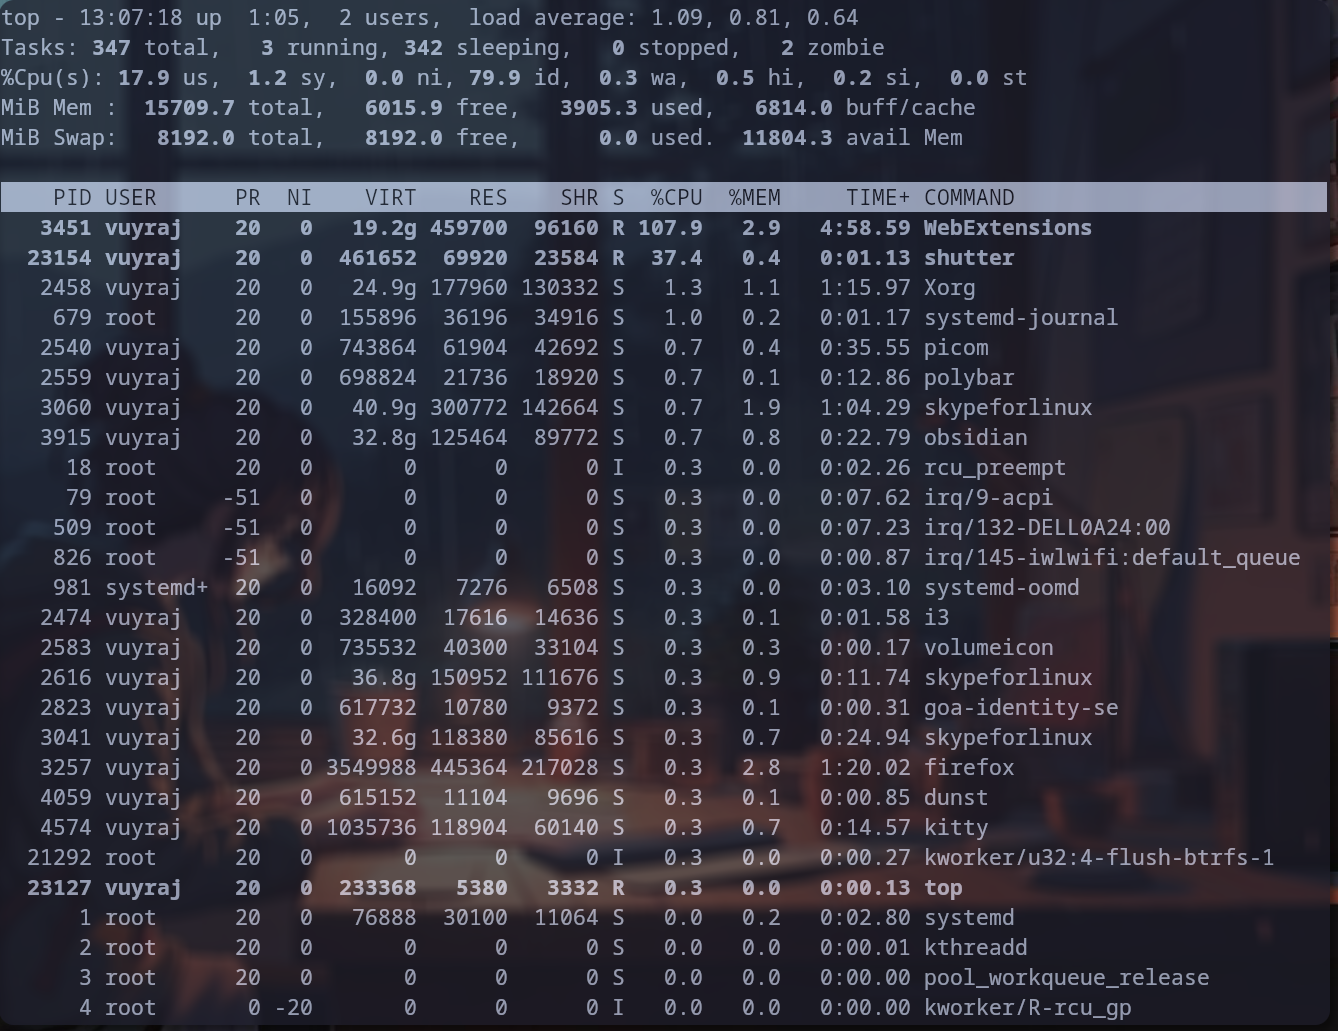 top - 13:07:18 up  1:05,  2 users,  load average: 1.09, 0.81, 0.64
Tasks: 347 total,   3 running, 342 sleeping,   0 stopped,   2 zombie
%Cpu(s): 17.9 us,  1.2 sy,  0.0 ni, 79.9 id,  0.3 wa,  0.5 hi,  0.2 si,  0.0 st
MiB Mem :  15709.7 total,   6015.9 free,   3905.3 used,   6814.0 buff/cache
MiB Swap:   8192.0 total,   8192.0 free,      0.0 used.  11804.3 avail Mem
PID USER      PR  NI    VIRT    RES    SHR S  %CPU  %MEM     TIME+ COMMAND
3451 vuyraj    20   0   19.2g 459700  96160 R 107.9   2.9   4:58.59 WebExtensions
23154 vuyraj    20   0  461652  69920  23584 R  37.4   0.4   0:01.13 shutter
2458 vuyraj    20   0   24.9g 177960 130332 S   1.3   1.1   1:15.97 Xorg
679 root      20   0  155896  36196  34916 S   1.0   0.2   0:01.17 systemd-journal
2540 vuyraj    20   0  743864  61904  42692 S   0.7   0.4   0:35.55 picom
2559 vuyraj    20   0  698824  21736  18920 S   0.7   0.1   0:12.86 polybar
3060 vuyraj    20   0   40.9g 300772 142664 S   0.7   1.9   1:04.29 skypeforlinux
3915 vuyraj    20   0   32.8g 125464  89772 S   0.7   0.8   0:22.79 obsidian
18 root      20   0       0      0      0 I   0.3   0.0   0:02.26 rcu_preempt
79 root     -51   0       0      0      0 S   0.3   0.0   0:07.62 irq/9-acpi
509 root     -51   0       0      0      0 S   0.3   0.0   0:07.23 irq/132-DELL0A24:00
826 root     -51   0       0      0      0 S   0.3   0.0   0:00.87 irq/145-iwlwifi:default_queue
981 systemd+  20   0   16092   7276   6508 S   0.3   0.0   0:03.10 systemd-oomd
2474 vuyraj    20   0  328400  17616  14636 S   0.3   0.1   0:01.58 i3
2583 vuyraj    20   0  735532  40300  33104 S   0.3   0.3   0:00.17 volumeicon
2616 vuyraj    20   0   36.8g 150952 111676 S   0.3   0.9   0:11.74 skypeforlinux
2823 vuyraj    20   0  617732  10780   9372 S   0.3   0.1   0:00.31 goa-identity-se
3041 vuyraj    20   0   32.6g 118380  85616 S   0.3   0.7   0:24.94 skypeforlinux
3257 vuyraj    20   0 3549988 445364 217028 S   0.3   2.8   1:20.02 firefox
4059 vuyraj    20   0  615152  11104   9696 S   0.3   0.1   0:00.85 dunst
4574 vuyraj    20   0 1035736 118904  60140 S   0.3   0.7   0:14.57 kitty
21292 root      20   0       0      0      0 I   0.3   0.0   0:00.27 kworker/u32:4-flush-btrfs-1
23127 vuyraj    20   0  233368   5380   3332 R   0.3   0.0   0:00.13 top
1 root      20   0   76888  30100  11064 S   0.0   0.2   0:02.80 systemd
2 root      20   0       0      0      0 S   0.0   0.0   0:00.01 kthreadd
3 root      20   0       0      0      0 S   0.0   0.0   0:00.00 pool_workqueue_release
4 root       0 -20       0      0      0 I   0.0   0.0   0:00.00 kworker/R-rcu_gp